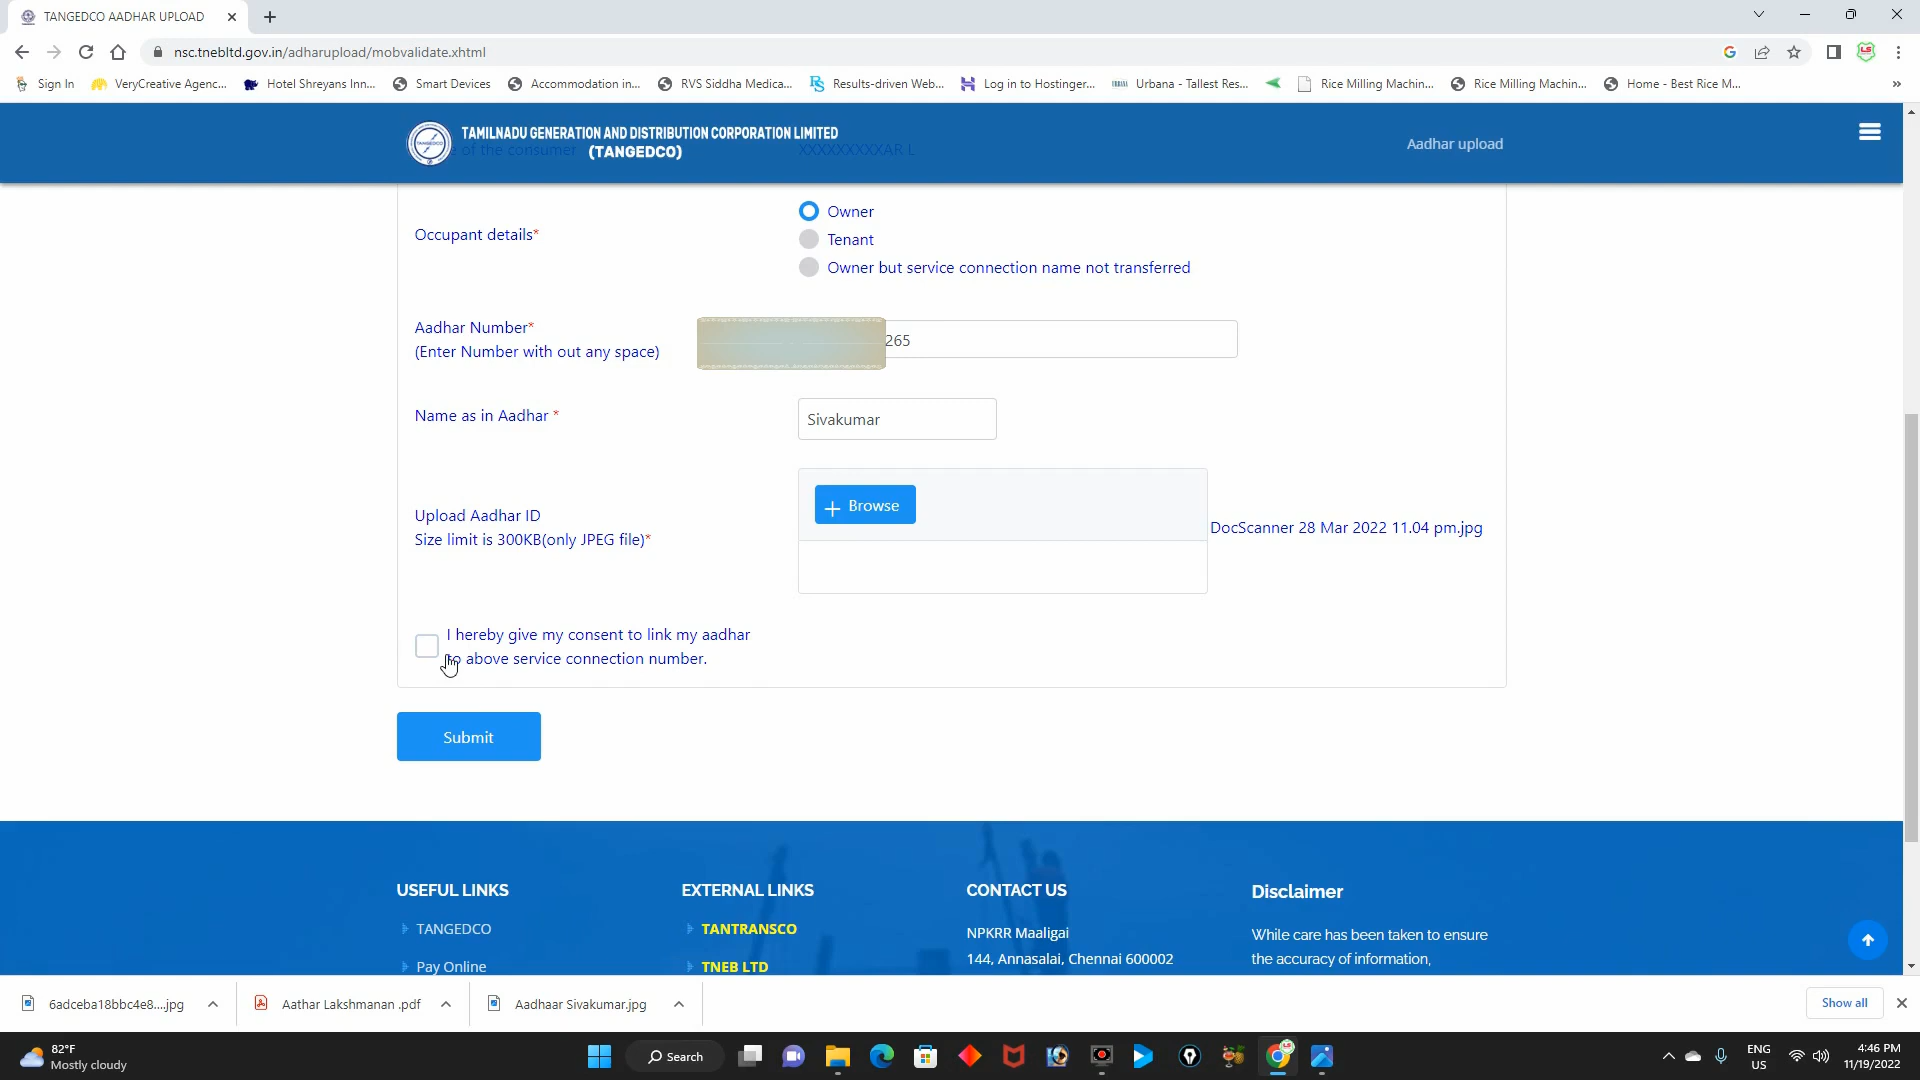 TANGEDCO AADHAR UPLOAD
nsc.tnebltd.gov.in/adharupload/mobvalidate.xhtml
Sign In
VeryCreative Agenc...
Hotel Shreyans Inn...
Smart Devices
Accommodation in...
RVS Siddha Medica...
Results-driven Web...
Log in to Hostinger...
Urbana - Tallest Res...
Rice Milling Machin...
Rice Milling Machin...
Home - Best Rice M...
TAMILNADU GENERATION AND DISTRIBUTION CORPORATION LIMITED
(TANGEDCO)
of the consumer
XXXXXXXXXAR L
Aadhar upload
Occupant details*
Owner
Tenant
Owner but service connection name not transferred
Aadhar Number*
(Enter Number with out any space)
265
Name as in Aadhar *
Sivakumar
Upload Aadhar ID
Size limit is 300KB(only JPEG file)*
+ Browse
DocScanner 28 Mar 2022 11.04 pm.jpg
I hereby give my consent to link my aadhar
to above service connection number.
Submit
USEFUL LINKS
TANGEDCO
Pay Online
EXTERNAL LINKS
TANTRANSCO
TNEB LTD
CONTACT US
NPKRR Maaligai
144, Annasalai, Chennai 600002
Disclaimer
While care has been taken to ensure
the accuracy of information,
6adceba18bbc4e8....jpg
Aathar Lakshmanan .pdf
Aadhaar Sivakumar.jpg
Show all
82°F
Mostly cloudy
Search
ENG
US
4:46 PM
11/19/2022